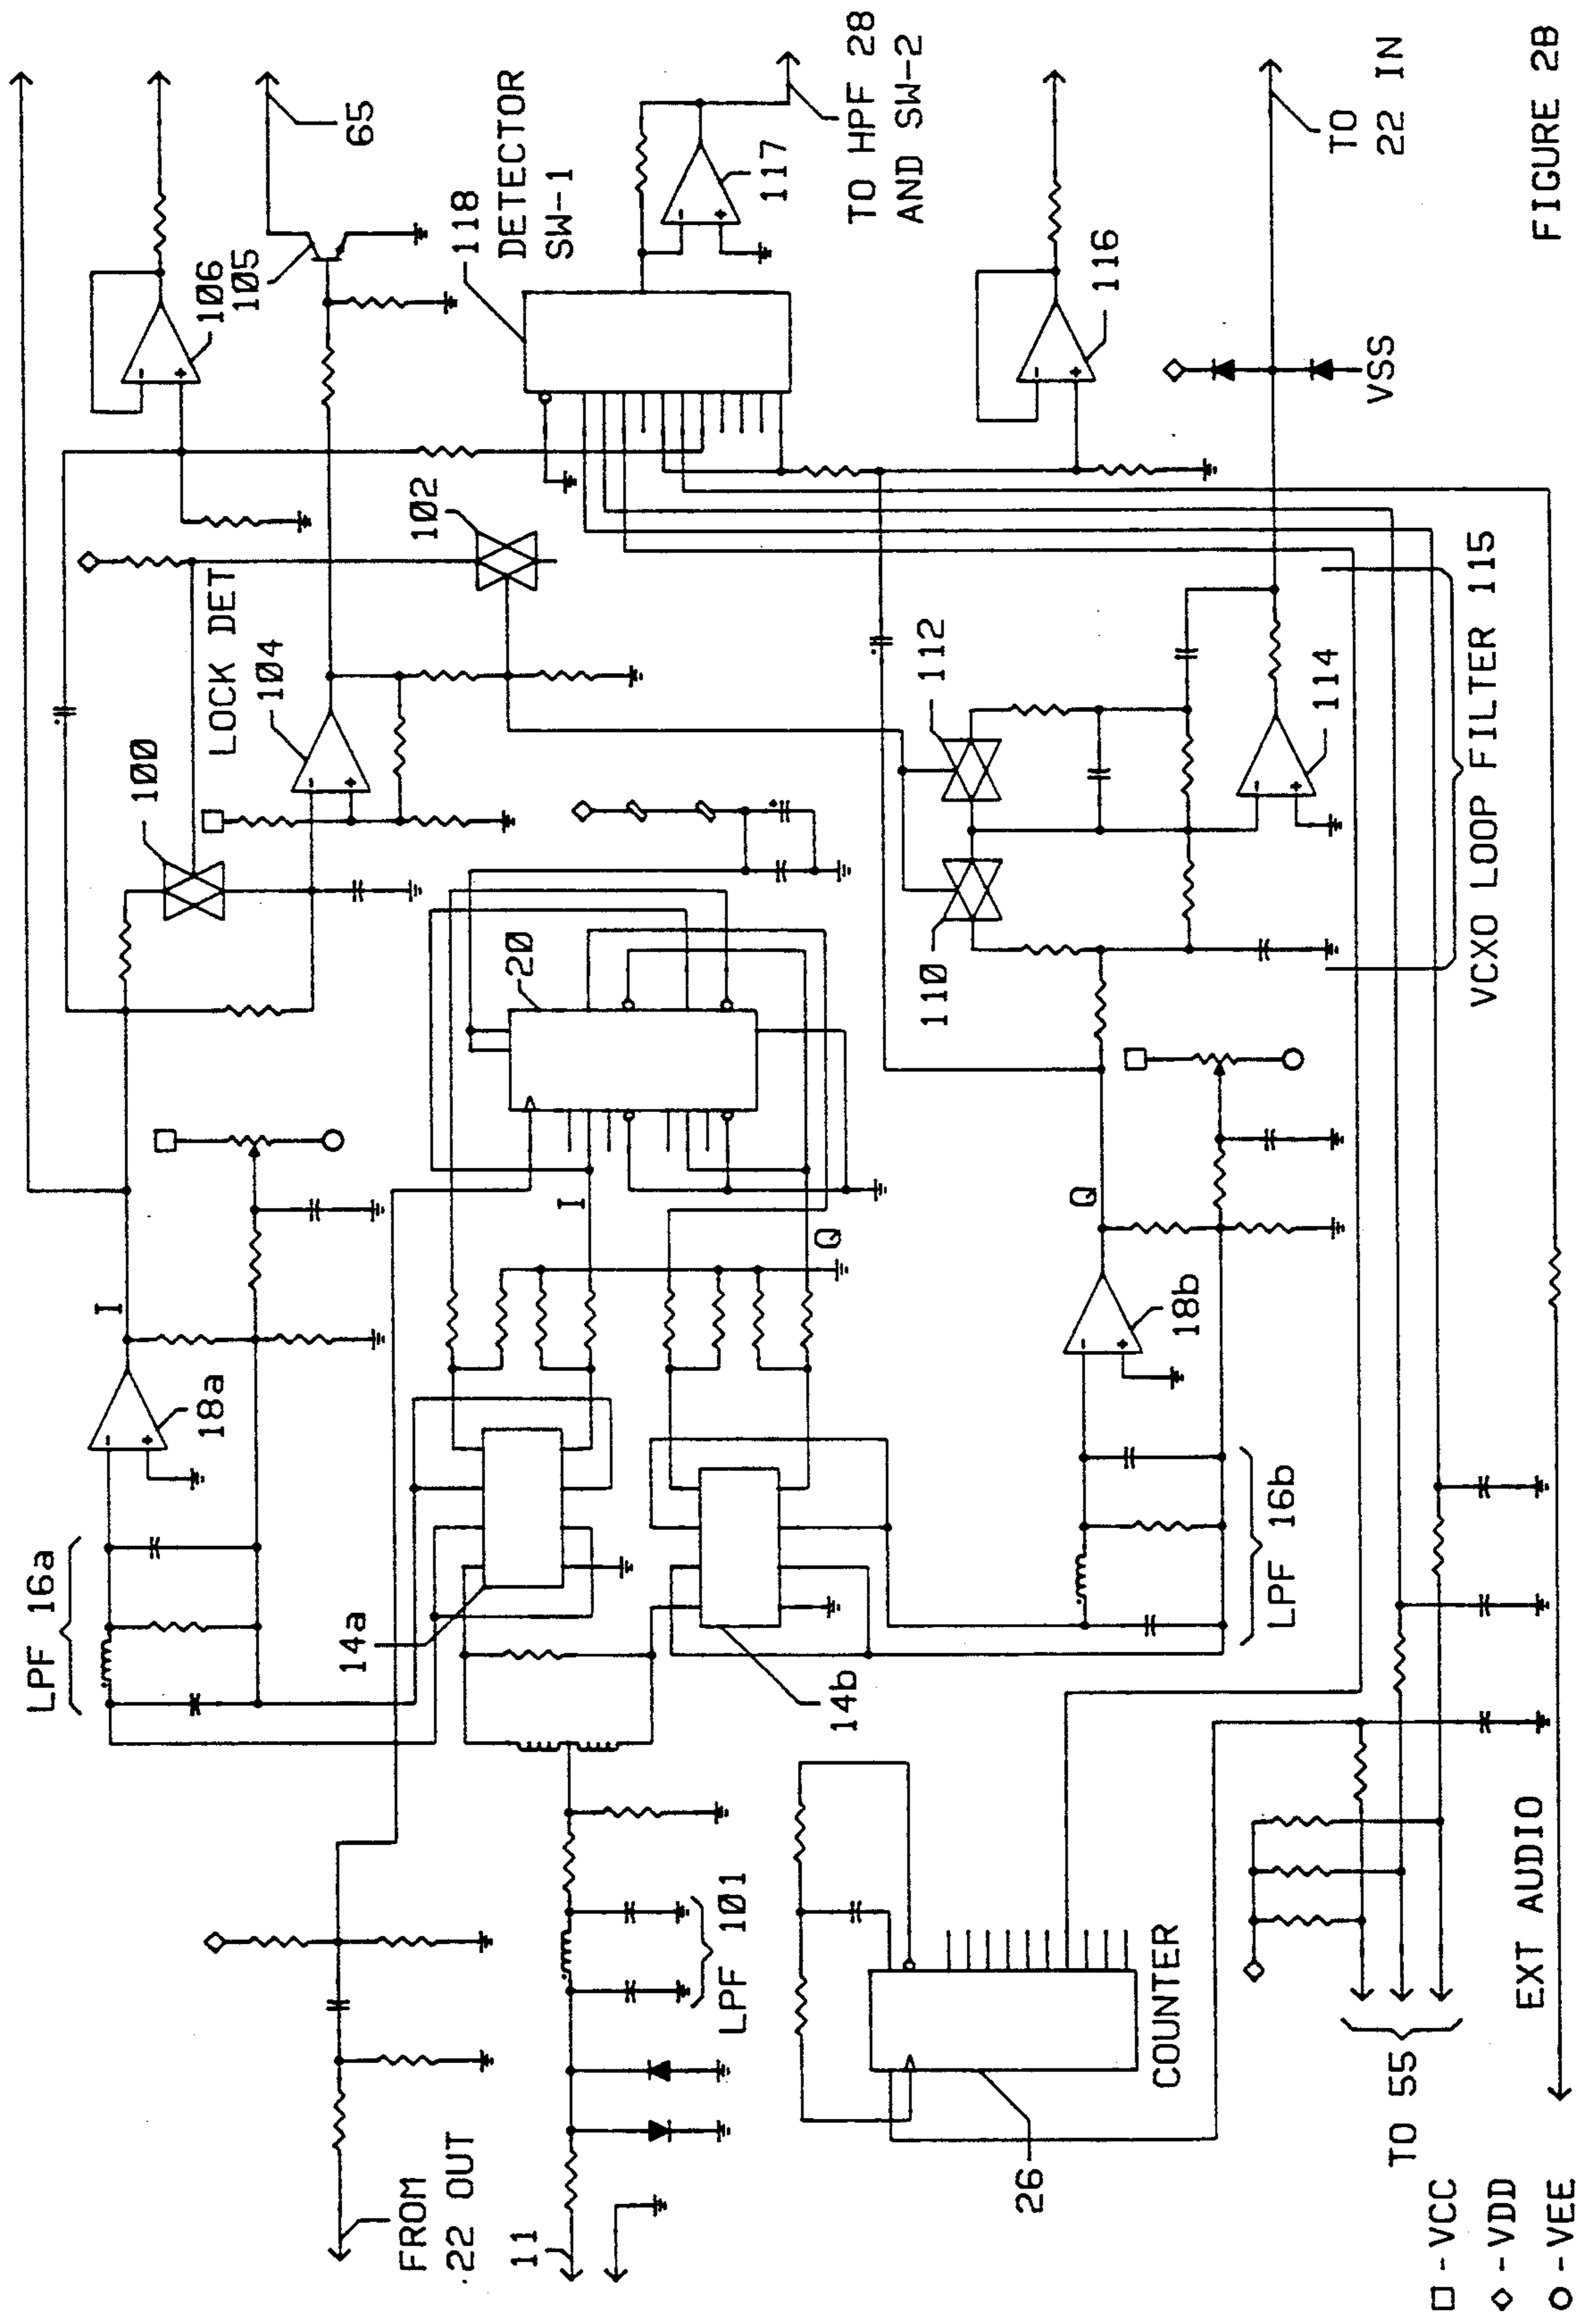 LPF 16a
I
18a
100
LOCK DET
104
106
105
65
102
118
DETECTOR
SW-1
117
TO HPF 28
AND SW-2
FROM
.22 OUT
11
LPF 101
14a
14b
I
Q
20
26
COUNTER
18b
LPF 16b
Q
110
112
114
VCXO LOOP FILTER 115
116
VSS
TO
22 IN
TO 55
EXT AUDIO
□ - VCC
◇ - VDD
○ - VEE
FIGURE 2B